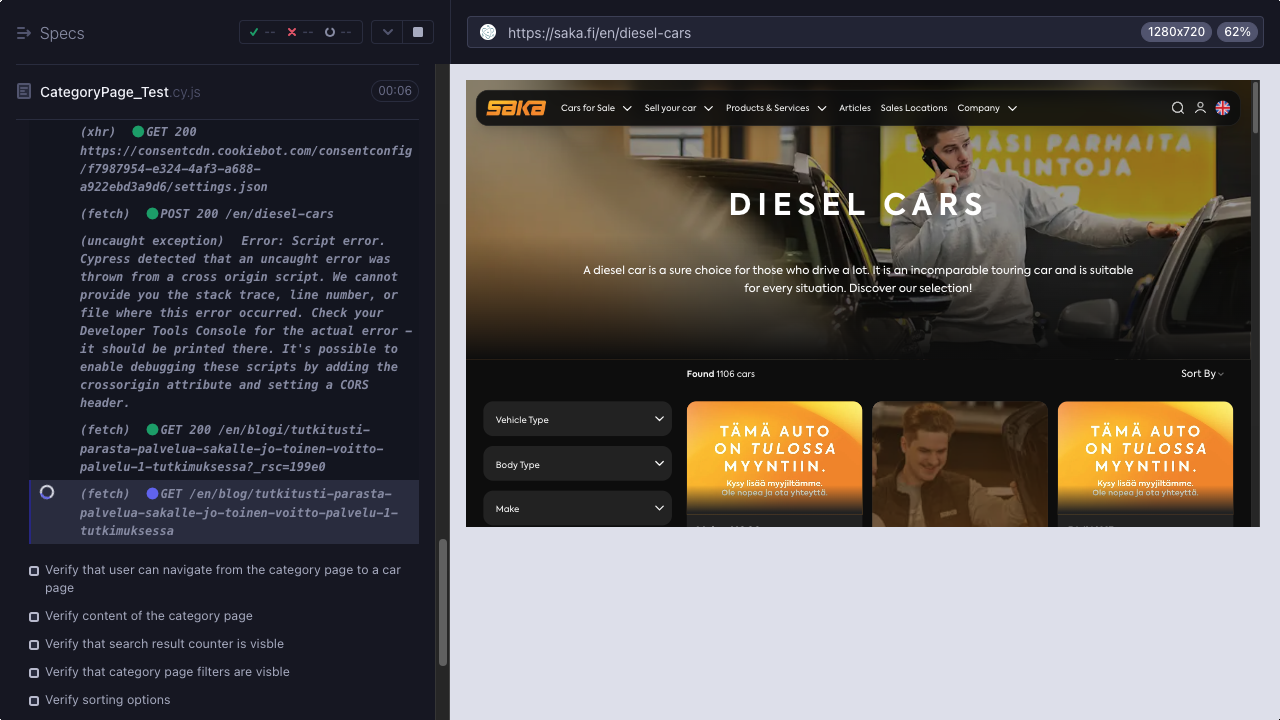 Specs
-- -- --
https://saka.fi/en/diesel-cars
1280x720
62%
CategoryPage_Test.cy.js
00:06
(xhr) GET 200
https://consentcdn.cookiebot.com/consentconfig
/f7987954-e324-4af3-a688-
a922ebd3a9d6/settings.json
(fetch) POST 200 /en/diesel-cars
(uncaught exception) Error: Script error.
Cypress detected that an uncaught error was
thrown from a cross origin script. We cannot
provide you the stack trace, line number, or
file where this error occurred. Check your
Developer Tools Console for the actual error –
it should be printed there. It's possible to
enable debugging these scripts by adding the
crossorigin attribute and setting a CORS
header.
(fetch) GET 200 /en/blogi/tutkitusti-
parasta-palvelua-sakalle-jo-toinen-voitto-
palvelu-1-tutkimuksessa?_rsc=199e0
(fetch) GET /en/blog/tutkitusti-parasta-
palvelua-sakalle-jo-toinen-voitto-palvelu-1-
tutkimuksessa
Verify that user can navigate from the category page to a car
page
Verify content of the category page
Verify that search result counter is visble
Verify that category page filters are visble
Verify sorting options
saka
Cars for Sale
Sell your car
Products & Services
Articles
Sales Locations
Company
PARHAITA
DIESEL CARS
A diesel car is a sure choice for those who drive a lot. It is an incomparable touring car and is suitable
for every situation. Discover our selection!
Found 1106 cars
Sort By
Vehicle Type
Body Type
Make
TÄMÄ AUTO
ON TULOSSA
MYYNTIIN.
Kysy lisää myyjiltämme.
Ole nopea ja ota yhteyttä.
TÄMÄ AUTO
ON TULOSSA
MYYNTIIN.
Kysy lisää myyjiltämme.
Ole nopea ja ota yhteyttä.